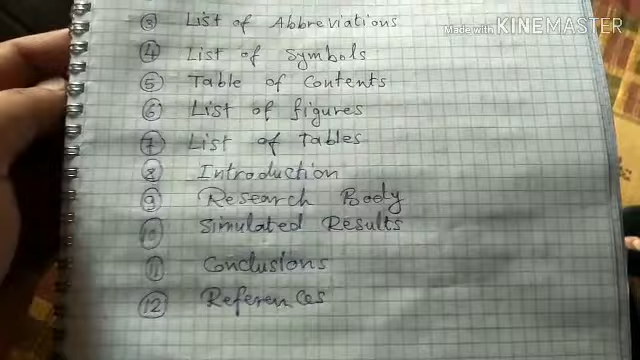 Made with KINEMASTER
③ List of Abbreviations
④ List of Symbols
⑤ Table of Contents
⑥ List of figures
⑦ List of Tables
⑧ Introduction
⑨ Research Body
⑩ Simulated Results
⑪ Conclusions
⑫ References